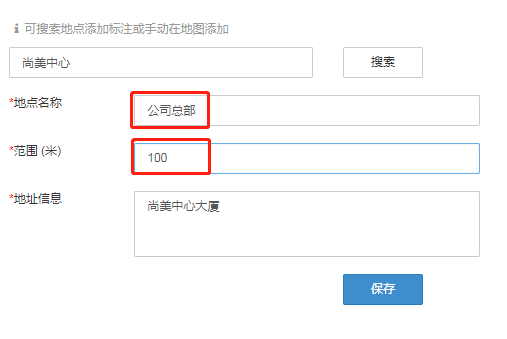 可搜索地点添加标注或手动在地图添加
尚美中心 搜索
*地点名称 公司总部
*范围 (米) 100
*地址信息 尚美中心大厦
保存